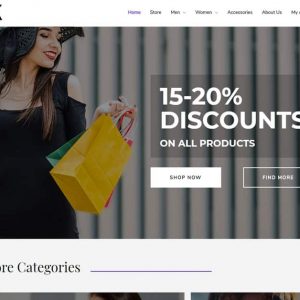 Home Store Men Women Accessories About Us My
15-20%
DISCOUNTS
ON ALL PRODUCTS
SHOP NOW
FIND MORE
Categories